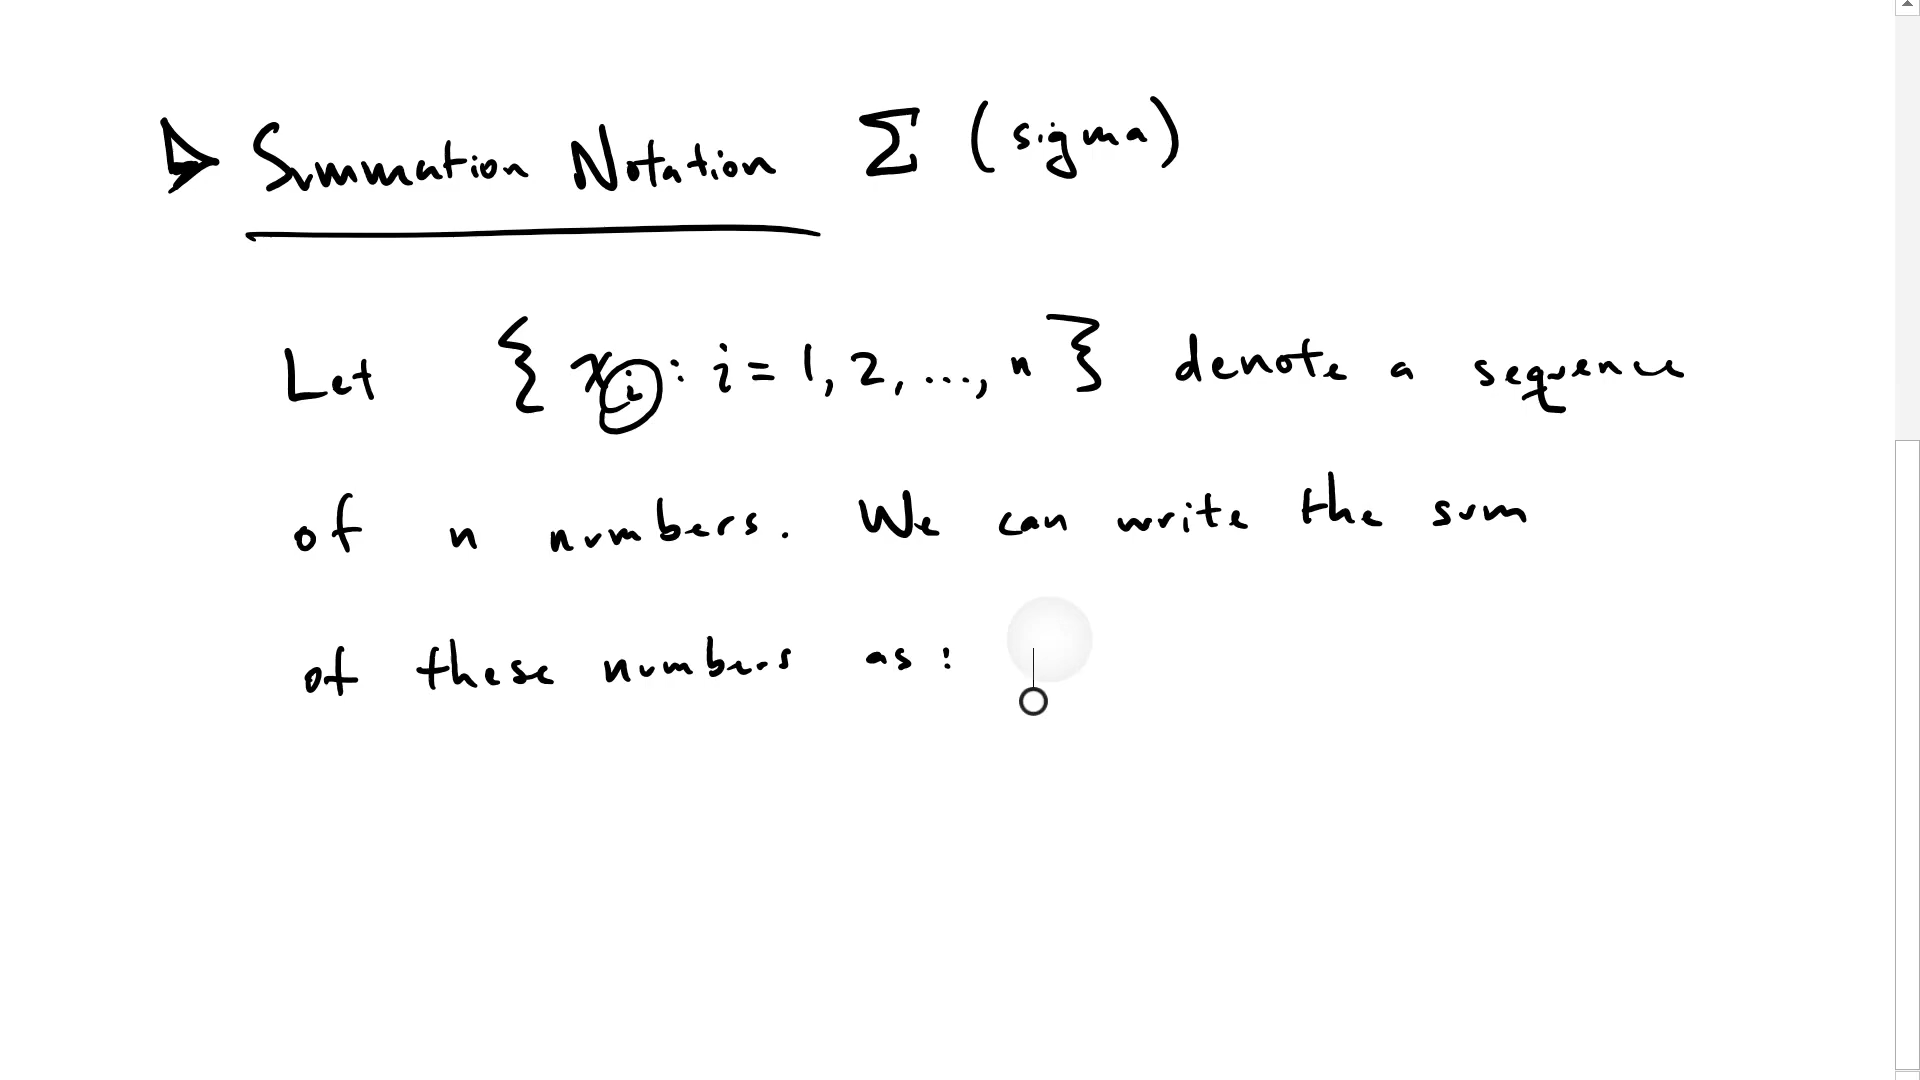 Summation Notation Σ (sigma)
Let { xᵢ : i = 1, 2, ..., n } denote a sequence
of n numbers. We can write the sum
of these numbers as: